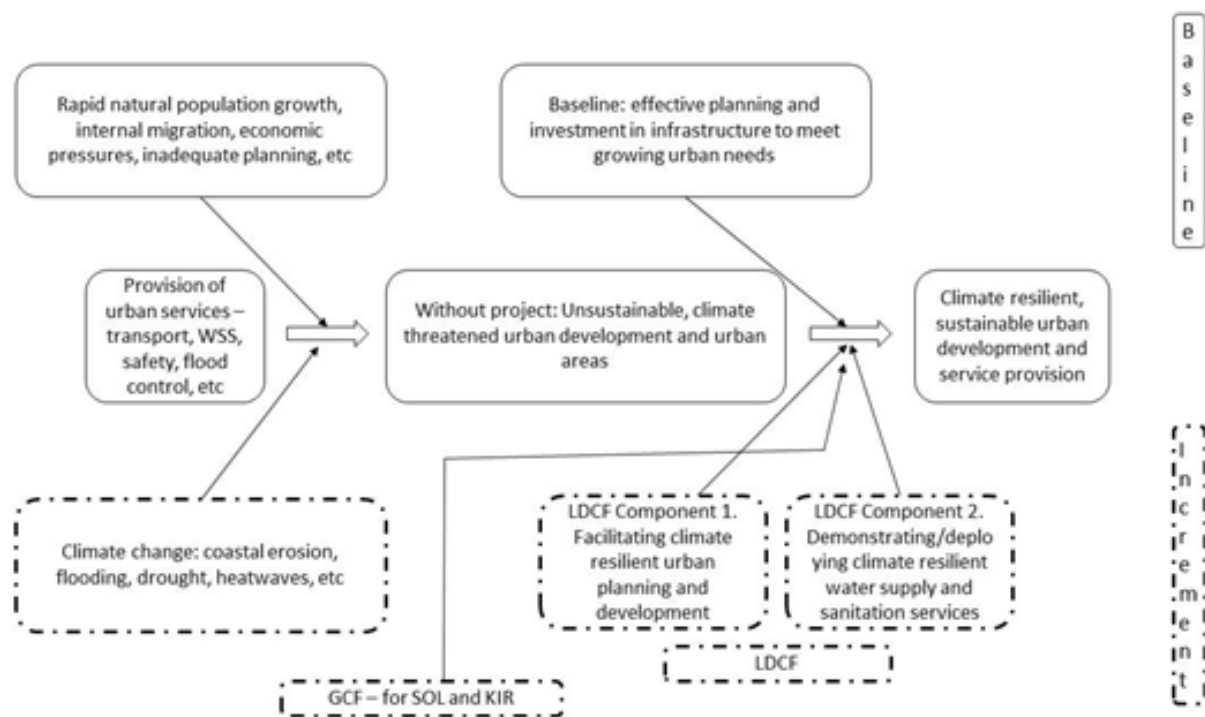 Rapid natural population growth,
internal migration, economic
pressures, inadequate planning, etc
Baseline: effective planning and
investment in infrastructure to meet
growing urban needs
Baseline
Provision of
urban services –
transport, WSS,
safety, flood
control, etc
Without project: Unsustainable, climate
threatened urban development and urban
areas
Climate resilient,
sustainable urban
development and
service provision
Climate change: coastal erosion,
flooding, drought, heatwaves, etc
LDCF Component 1.
Facilitating climate
resilient urban
planning and
development
LDCF Component 2.
Demonstrating/deplo
ying climate resilient
water supply and
sanitation services
Increment
LDCF
GCF – for SOL and KIR